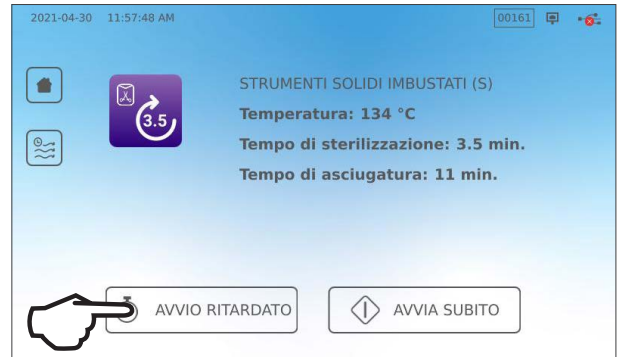 2021-04-30 11:57:48 AM 00161
STRUMENTI SOLIDI IMBUSTATI (S)
3.5
Temperatura: 134 °C
Tempo di sterilizzazione: 3.5 min.
Tempo di asciugatura: 11 min.
AVVIO RITARDATO
AVVIA SUBITO